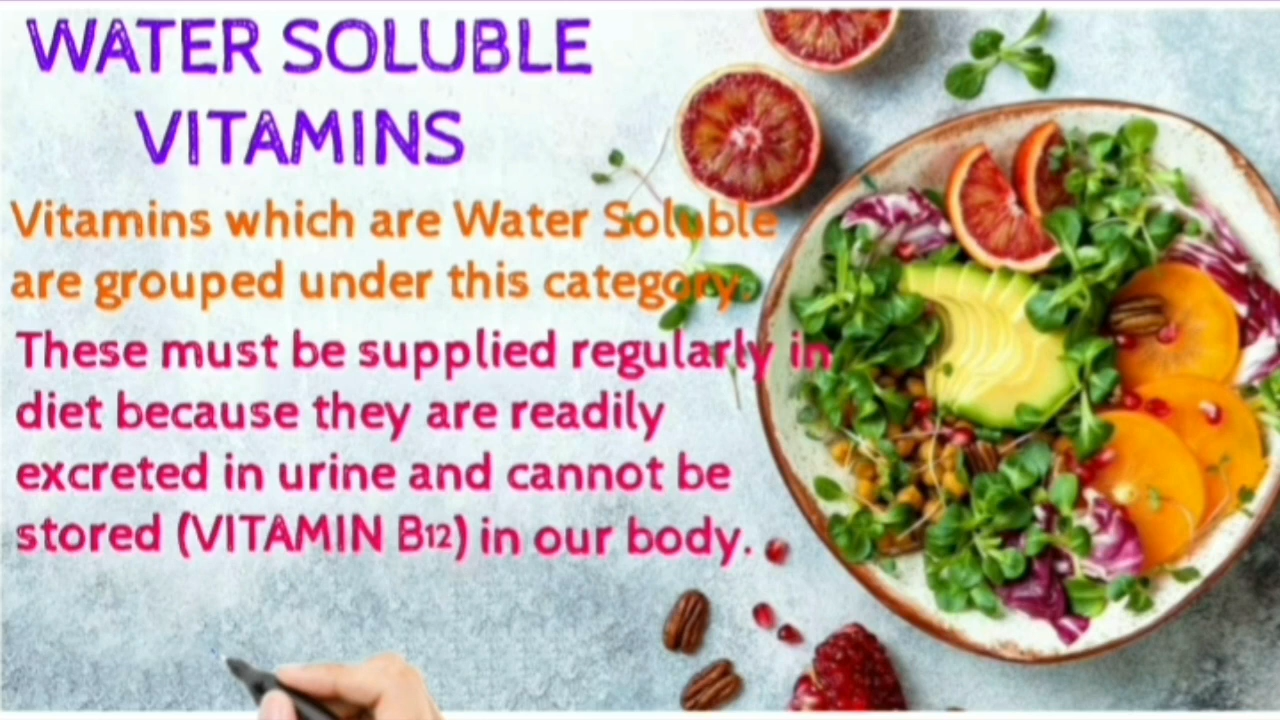 WATER SOLUBLE
VITAMINS
Vitamins which are Water Soluble
are grouped under this category.
These must be supplied regularly in
diet because they are readily
excreted in urine and cannot be
stored (VITAMIN B12) in our body.